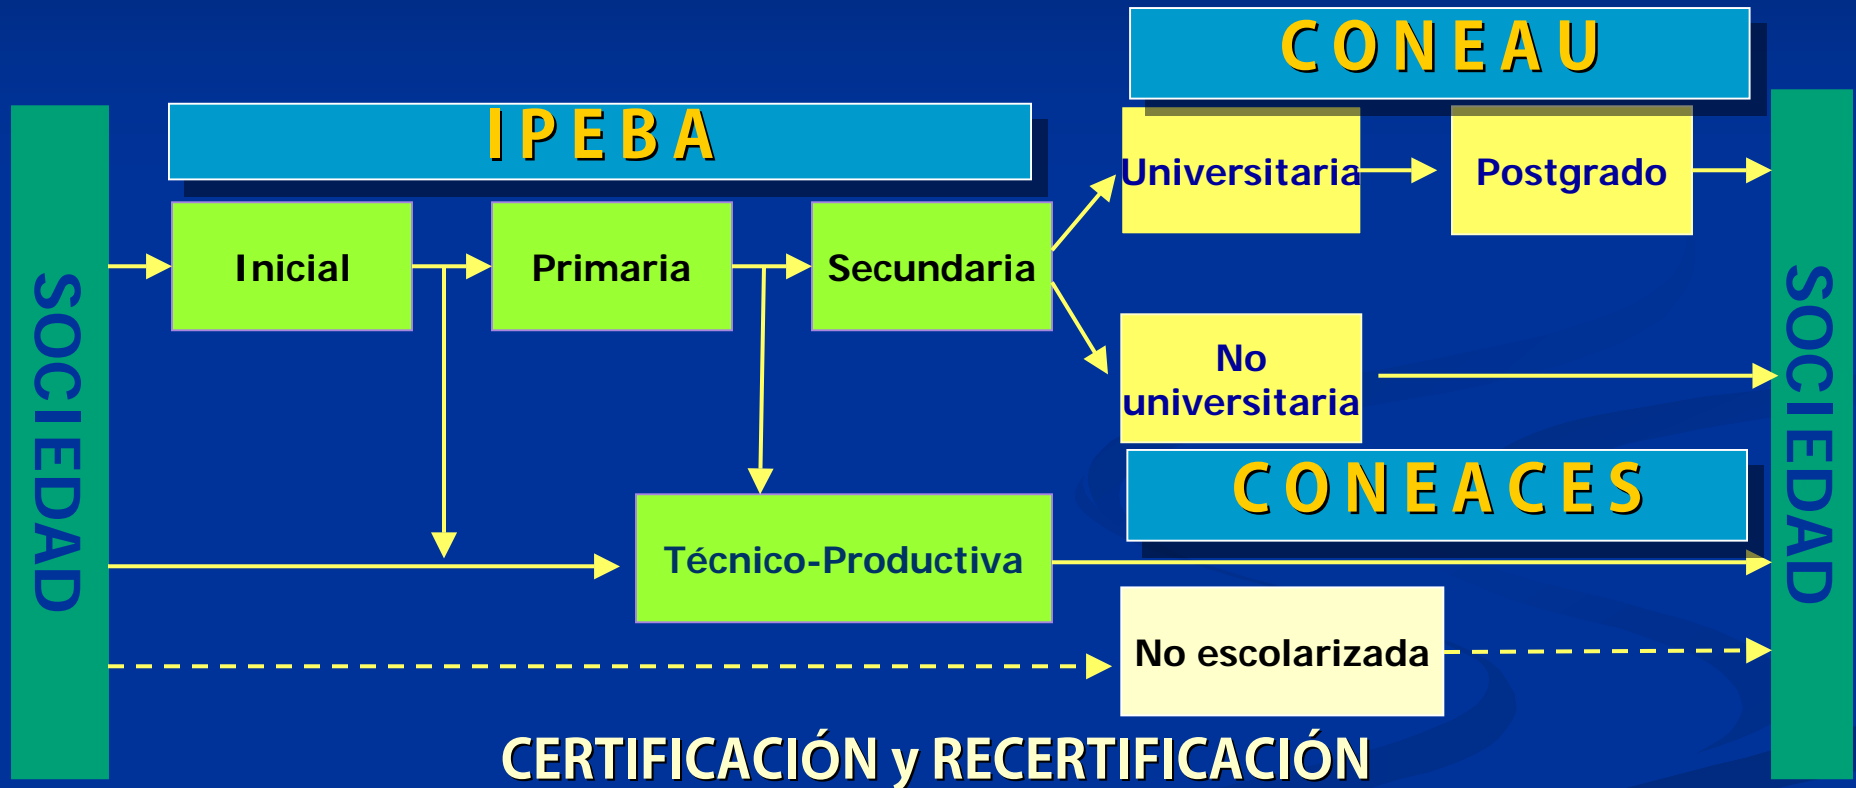 CONEAU
IPEBA
SOCIEDAD
Inicial
Primaria
Secundaria
Universitaria
Postgrado
No
universitaria
CONEACES
Técnico-Productiva
No escolarizada
SOCIEDAD
CERTIFICACIÓN y RECERTIFICACIÓN